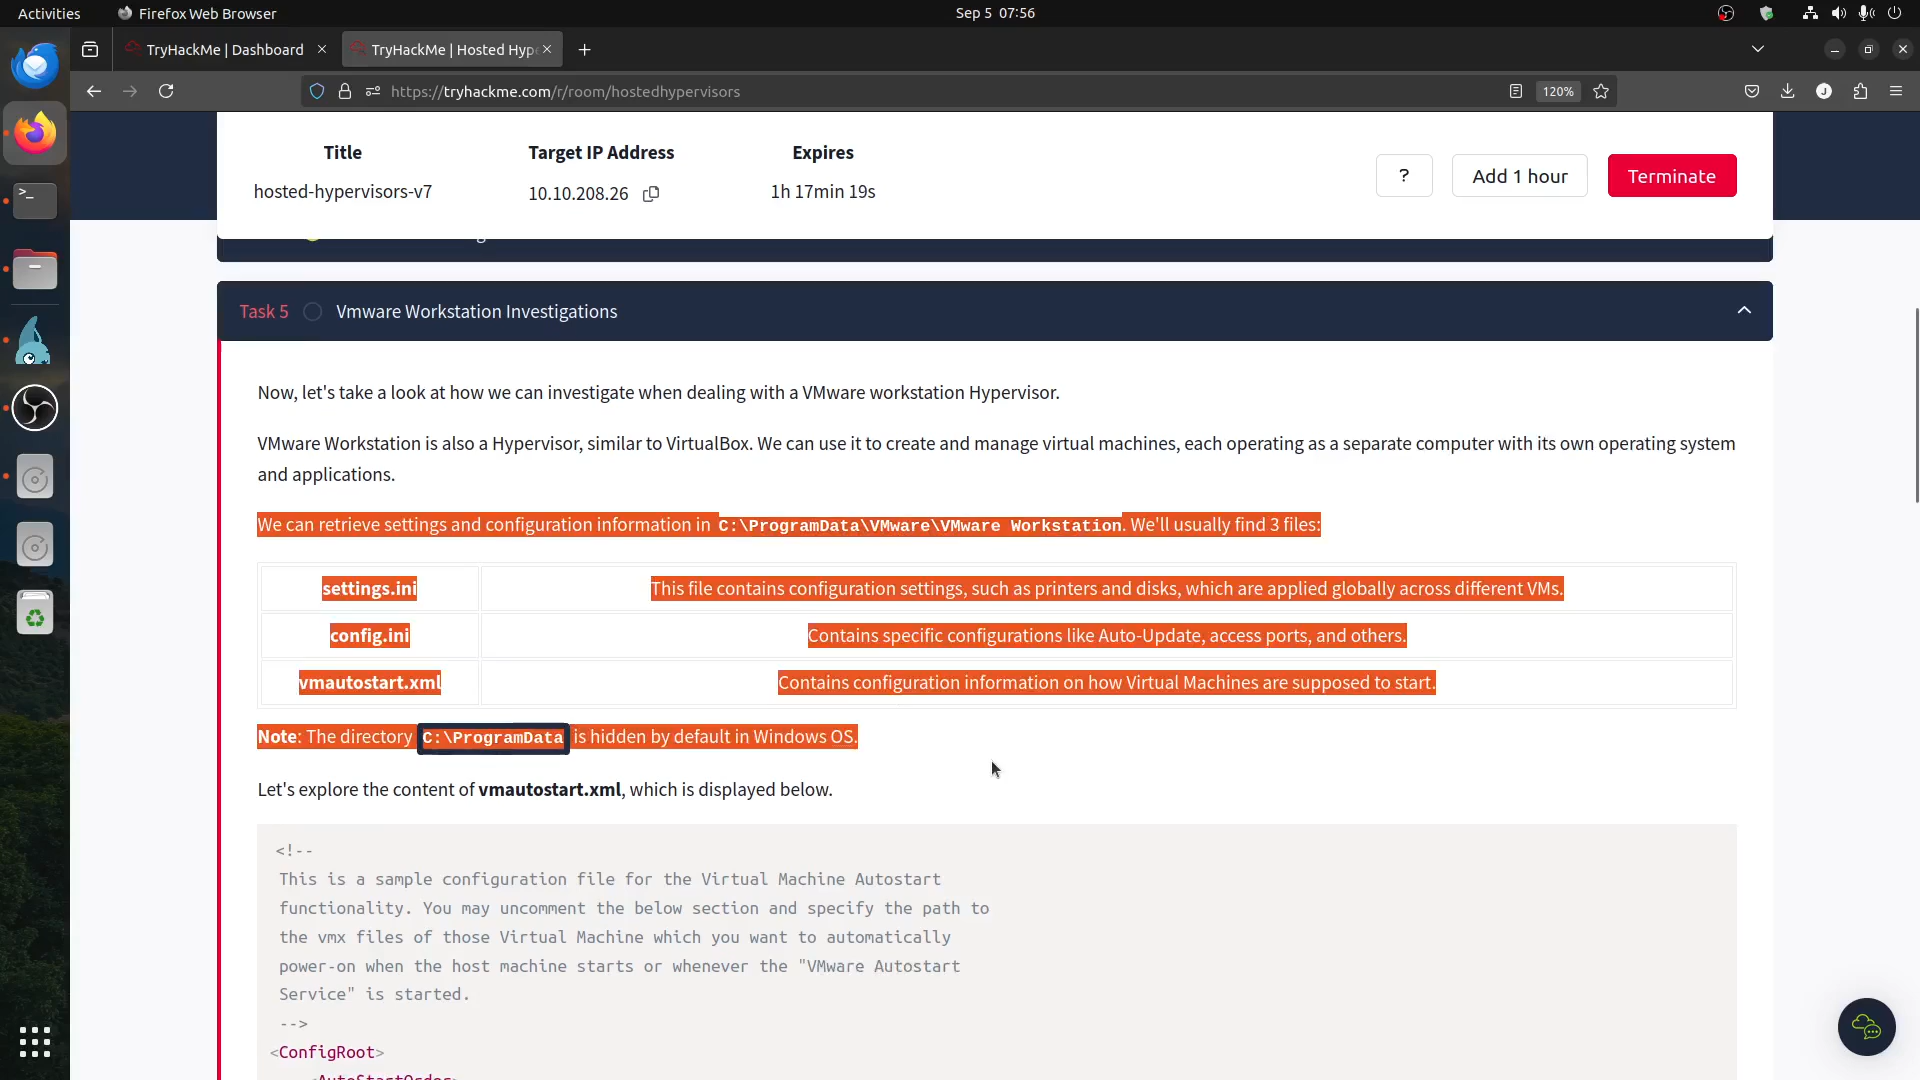 Activities
Firefox Web Browser
Sep 5 07:56
TryHackMe | Dashboard
TryHackMe | Hosted Hyp
https://tryhackme.com/r/room/hostedhypervisors
120%
J
Title
Target IP Address
Expires
hosted-hypervisors-v7
10.10.208.26
1h 17min 19s
?
Add 1 hour
Terminate
Task 5
Vmware Workstation Investigations
Now, let's take a look at how we can investigate when dealing with a VMware workstation Hypervisor.
VMware Workstation is also a Hypervisor, similar to VirtualBox. We can use it to create and manage virtual machines, each operating as a separate computer with its own operating system
and applications.
We can retrieve settings and configuration information in C:\ProgramData\VMware\VMware Workstation. We'll usually find 3 files:
settings.ini
This file contains configuration settings, such as printers and disks, which are applied globally across different VMs.
config.ini
Contains specific configurations like Auto-Update, access ports, and others.
vmautostart.xml
Contains configuration information on how Virtual Machines are supposed to start.
Note: The directory C:\ProgramData is hidden by default in Windows OS.
Let's explore the content of vmautostart.xml, which is displayed below.
<!--
This is a sample configuration file for the Virtual Machine Autostart
functionality. You may uncomment the below section and specify the path to
the vmx files of those Virtual Machine which you want to automatically
power-on when the host machine starts or whenever the "VMware Autostart
Service" is started.
-->
<ConfigRoot>
<AutoStartOrder>